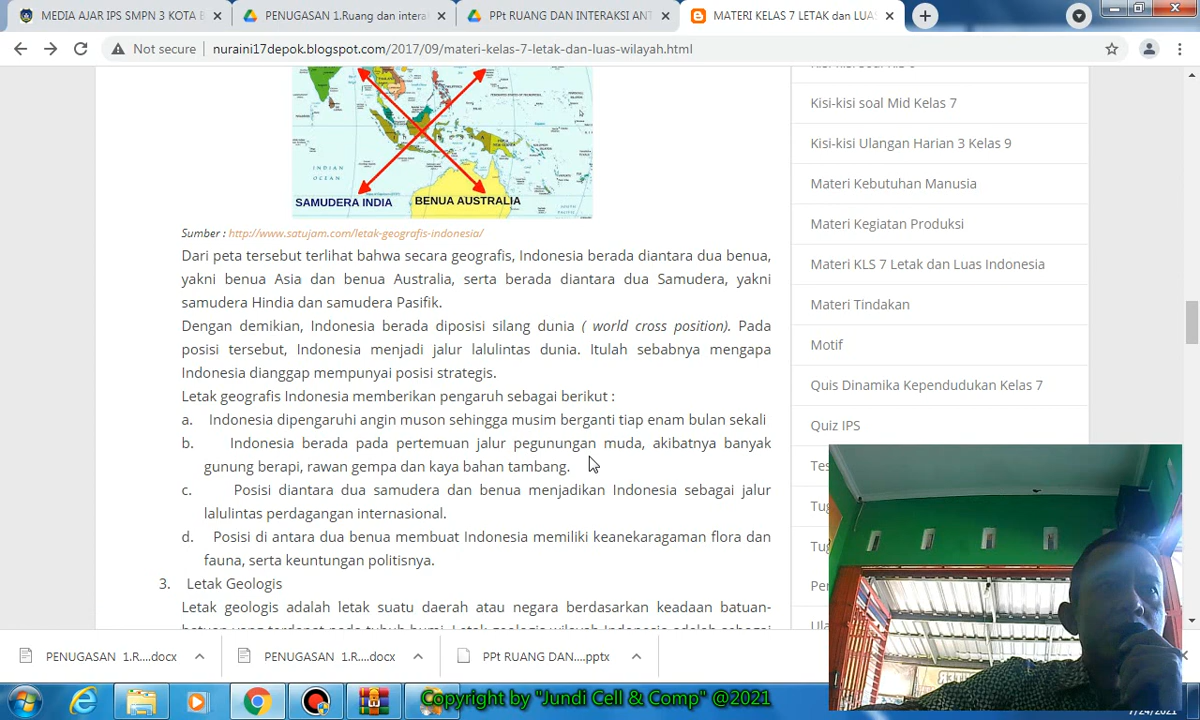 MEDIA AJAR IPS SMPN 3 KOTA B
PENUGASAN 1.Ruang dan intera
PPt RUANG DAN INTERAKSI ANT
MATERI KELAS 7 LETAK dan LUAS
Not secure
nuraini17depok.blogspot.com/2017/09/materi-kelas-7-letak-dan-luas-wilayah.html
INDIAN
OCEAN
SAMUDERA INDIA
BENUA AUSTRALIA
Sumber : http://www.satujam.com/letak-geografis-indonesia/
Dari peta tersebut terlihat bahwa secara geografis, Indonesia berada diantara dua benua,
yakni benua Asia dan benua Australia, serta berada diantara dua Samudera, yakni
samudera Hindia dan samudera Pasifik.
Dengan demikian, Indonesia berada diposisi silang dunia ( world cross position). Pada
posisi tersebut, Indonesia menjadi jalur lalulintas dunia. Itulah sebabnya mengapa
Indonesia dianggap mempunyai posisi strategis.
Letak geografis Indonesia memberikan pengaruh sebagai berikut :
a. Indonesia dipengaruhi angin muson sehingga musim berganti tiap enam bulan sekali
b. Indonesia berada pada pertemuan jalur pegunungan muda, akibatnya banyak
gunung berapi, rawan gempa dan kaya bahan tambang.
c. Posisi diantara dua samudera dan benua menjadikan Indonesia sebagai jalur
lalulintas perdagangan internasional.
d. Posisi di antara dua benua membuat Indonesia memiliki keanekaragaman flora dan
fauna, serta keuntungan politisnya.
3. Letak Geologis
Letak geologis adalah letak suatu daerah atau negara berdasarkan keadaan batuan-
Kisi-kisi soal Mid Kelas 7
Kisi-kisi Ulangan Harian 3 Kelas 9
Materi Kebutuhan Manusia
Materi Kegiatan Produksi
Materi KLS 7 Letak dan Luas Indonesia
Materi Tindakan
Motif
Quis Dinamika Kependudukan Kelas 7
Quiz IPS
PENUGASAN 1.R....docx
PENUGASAN 1.R....docx
PPt RUANG DAN....pptx
Copyright by "Jundi Cell & Comp" @2021
7/24/2021